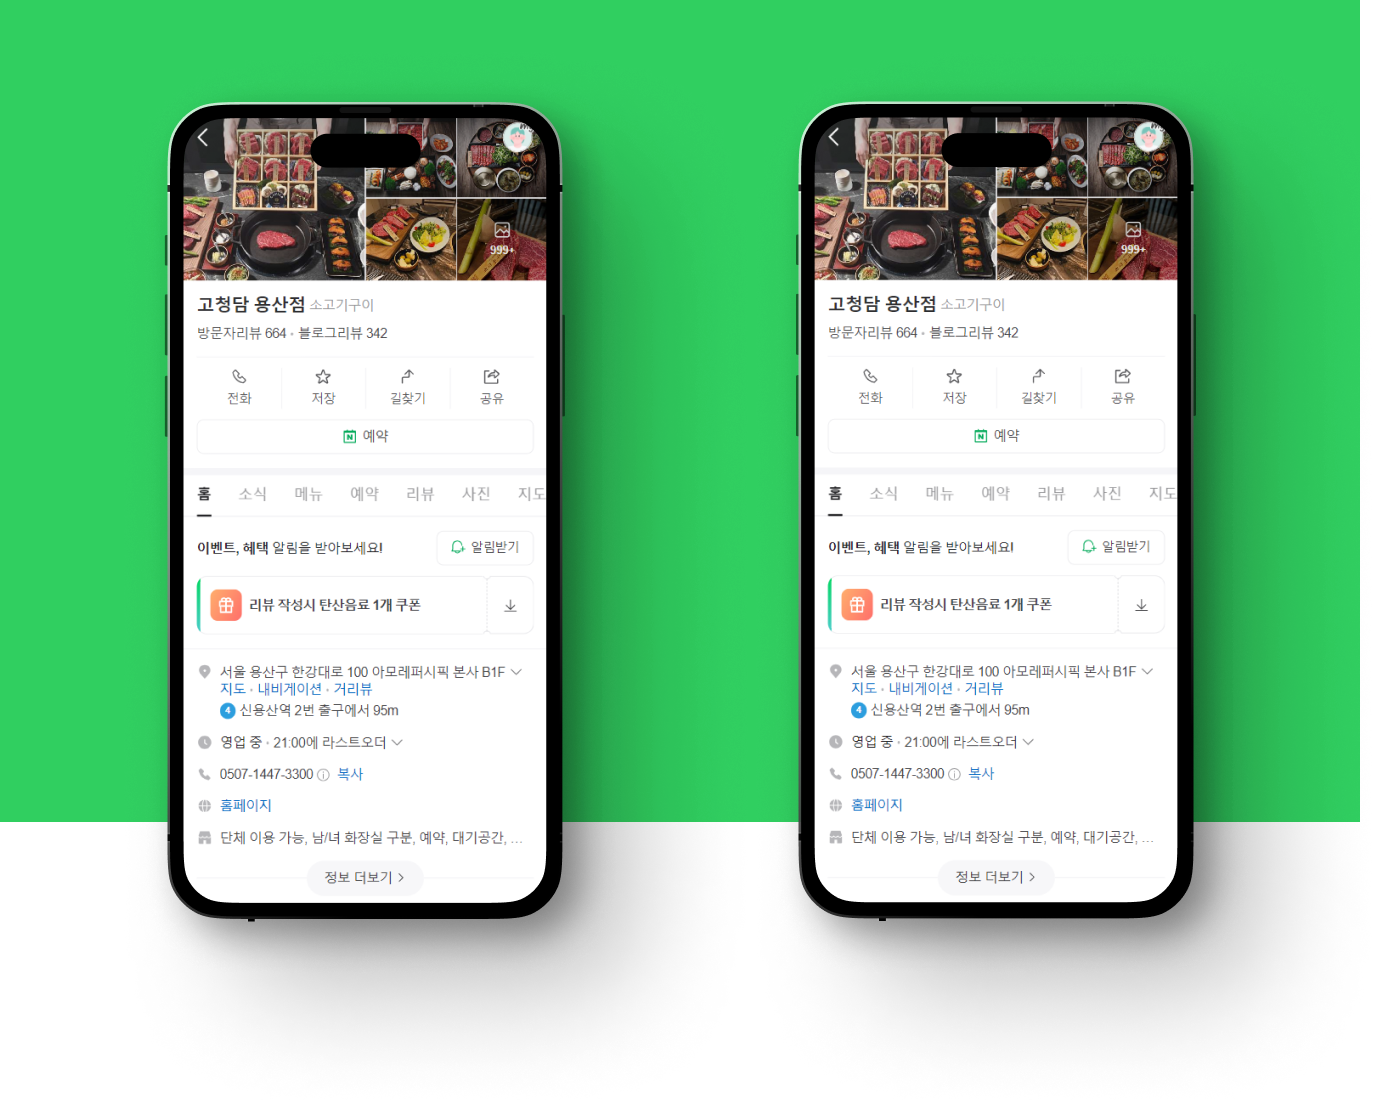 999+
고청담 용산점 소고기구이
방문자리뷰 664 · 블로그리뷰 342
전화 저장 길찾기 공유
N 예약
홈 소식 메뉴 예약 리뷰 사진 지도
이벤트, 혜택 알림을 받아보세요! 알림받기
리뷰 작성시 탄산음료 1개 쿠폰
서울 용산구 한강대로 100 아모레퍼시픽 본사 B1F
지도 · 내비게이션 · 거리뷰
4 신용산역 2번 출구에서 95m
영업 중 · 21:00에 라스트오더
0507-1447-3300 복사
홈페이지
단체 이용 가능, 남/녀 화장실 구분, 예약, 대기공간, ...
정보 더보기
999+
고청담 용산점 소고기구이
방문자리뷰 664 · 블로그리뷰 342
전화 저장 길찾기 공유
N 예약
홈 소식 메뉴 예약 리뷰 사진 지도
이벤트, 혜택 알림을 받아보세요! 알림받기
리뷰 작성시 탄산음료 1개 쿠폰
서울 용산구 한강대로 100 아모레퍼시픽 본사 B1F
지도 · 내비게이션 · 거리뷰
4 신용산역 2번 출구에서 95m
영업 중 · 21:00에 라스트오더
0507-1447-3300 복사
홈페이지
단체 이용 가능, 남/녀 화장실 구분, 예약, 대기공간, ...
정보 더보기